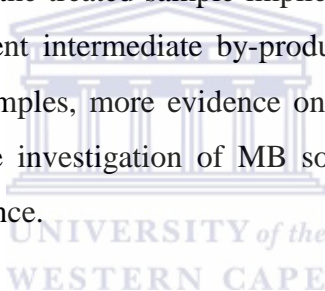 the treated sample implic
ent intermediate by-produ
mples, more evidence on
e investigation of MB so
nce.
UNIVERSITY of the
WESTERN CAPE